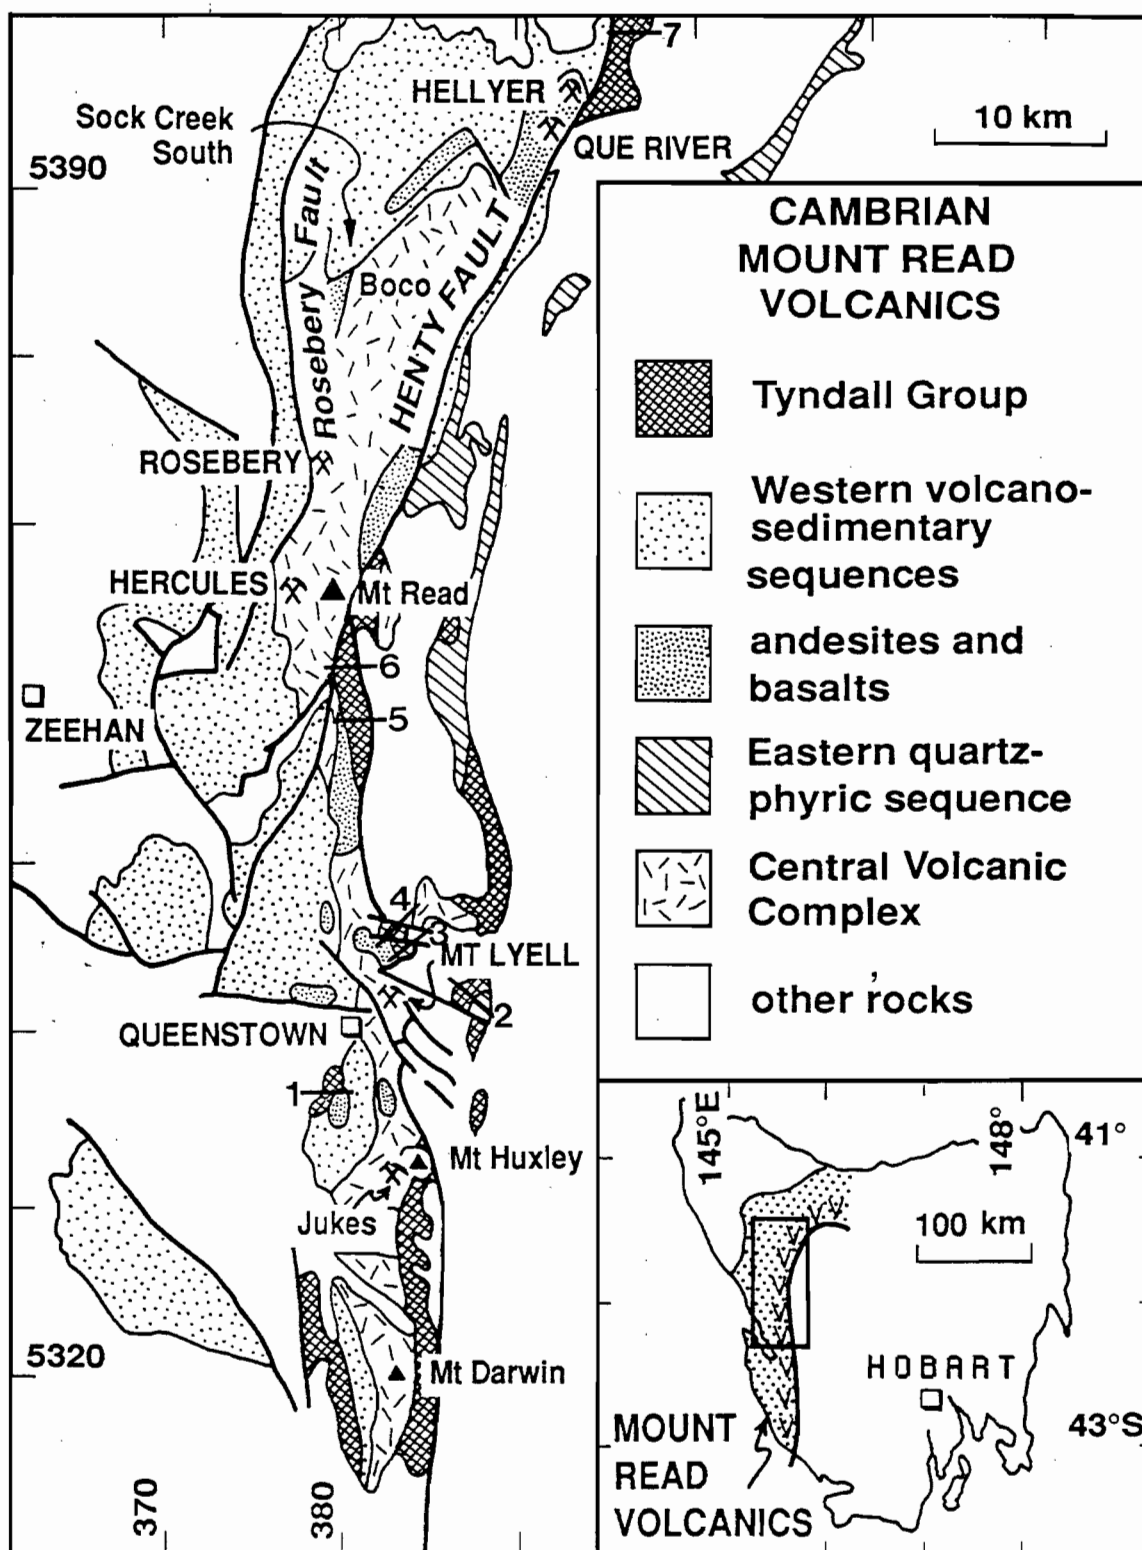 7
HELLYER
Sock Creek
South
10 km
QUE RIVER
5390
Rosebery Fault
Boco
HENTY FAULT
ROSEBERY
HERCULES
Mt Read
6
5
ZEEHAN
4
3
MT LYELL
2
QUEENSTOWN
1
Mt Huxley
Jukes
5320
Mt Darwin
370
380
CAMBRIAN
MOUNT READ
VOLCANICS
Tyndall Group
Western volcano-
sedimentary
sequences
andesites and
basalts
Eastern quartz-
phyric sequence
Central Volcanic
Complex
other rocks
145°E
148°
41°
100 km
HOBART
43°S
MOUNT
READ
VOLCANICS